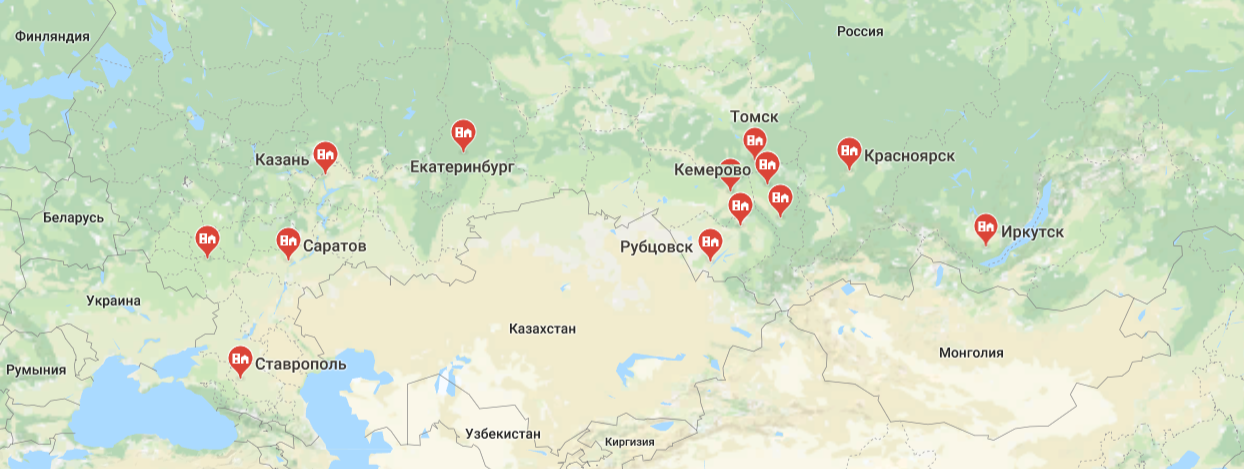 Финляндия
Россия
Томск
Казань
Екатеринбург
Кемерово
Красноярск
Беларусь
Саратов
Рубцовск
Иркутск
Украина
Казахстан
Монголия
Ставрополь
Румыния
Узбекистан
Киргизия